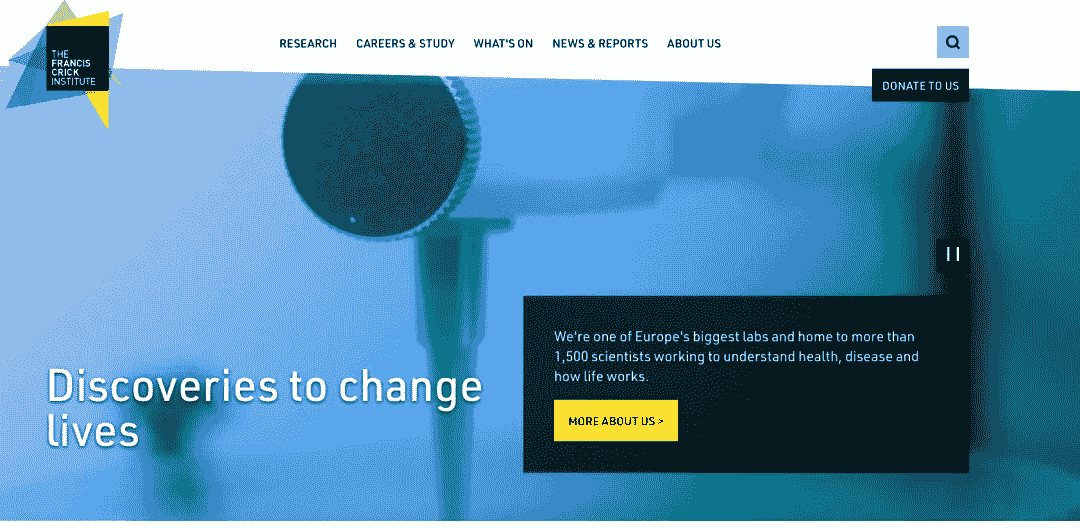 THE
FRANCIS
CRICK
INSTITUTE
RESEARCH CAREERS & STUDY WHAT'S ON NEWS & REPORTS ABOUT US
DONATE TO US
We're one of Europe's biggest labs and home to more than
1,500 scientists working to understand health, disease and
how life works.
MORE ABOUT US >
Discoveries to change
lives